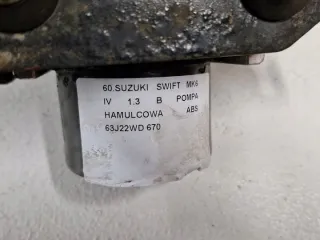 60.SUZUKI SWIFT MK6
IV 1.3 B POMPA
HAMULCOWA ABS
63J22WD 670